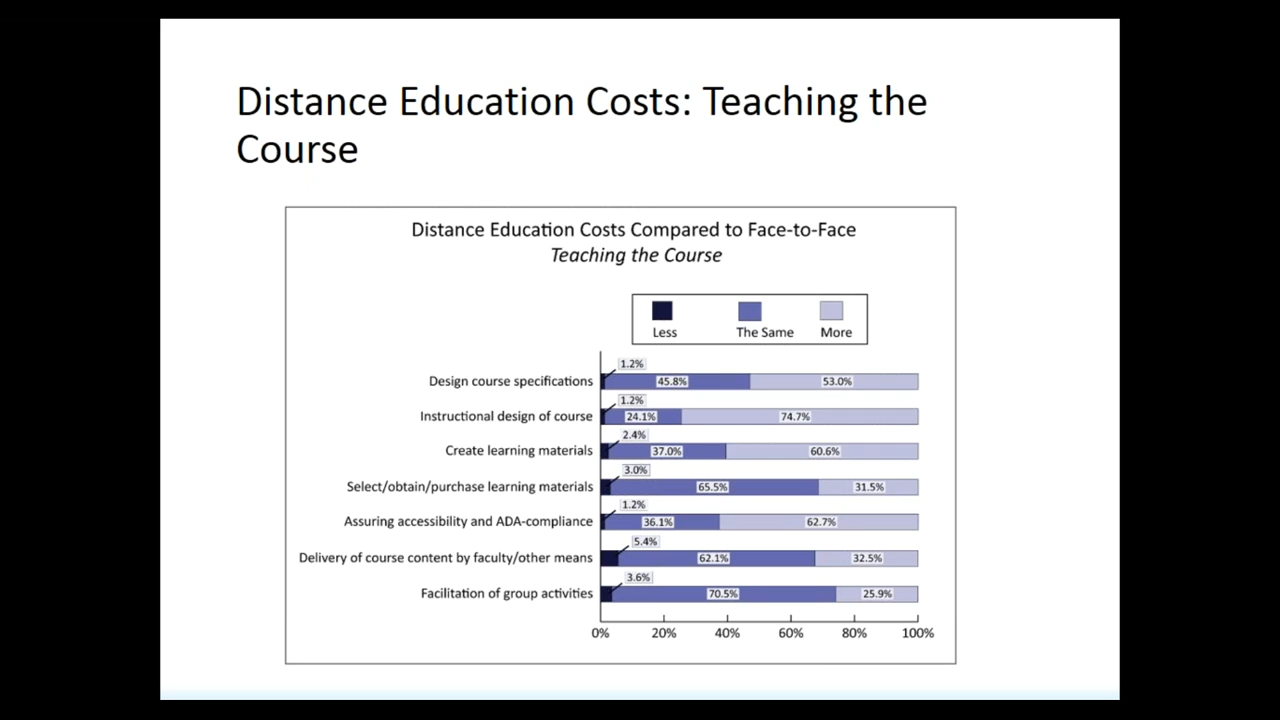 Distance Education Costs: Teaching the
Course
Distance Education Costs Compared to Face-to-Face
Teaching the Course
Less
The Same
More
1.2%
Design course specifications
45.8%
53.0%
1.2%
Instructional design of course
24.1%
74.7%
2.4%
Create learning materials
37.0%
60.6%
3.0%
Select/obtain/purchase learning materials
65.5%
31.5%
1.2%
Assuring accessibility and ADA-compliance
36.1%
62.7%
5.4%
Delivery of course content by faculty/other means
62.1%
32.5%
3.6%
Facilitation of group activities
70.5%
25.9%
0%
20%
40%
60%
80%
100%